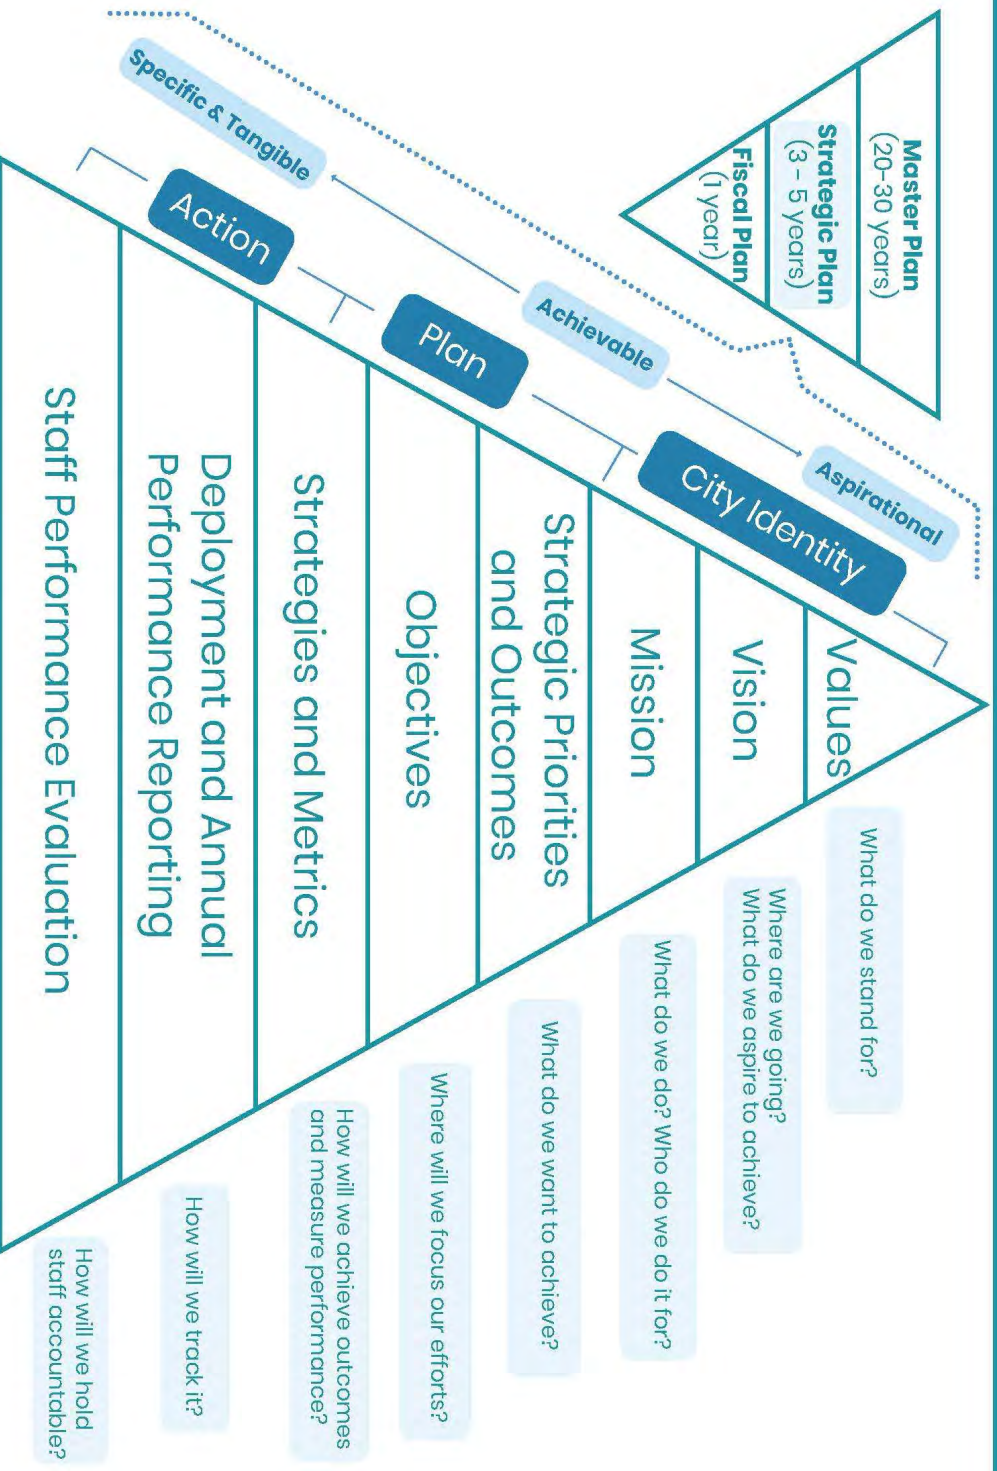 Master Plan
(20-30 years)
Strategic Plan
(3 - 5 years)
Fiscal Plan
(1 year)
Aspirational
Achievable
Specific & Tangible
City Identity
Plan
Action
Values
What do we stand for?
Vision
Where are we going?
What do we aspire to achieve?
Mission
What do we do? Who do we do it for?
Strategic Priorities
and Outcomes
What do we want to achieve?
Objectives
Where will we focus our efforts?
Strategies and Metrics
How will we achieve outcomes
and measure performance?
Deployment and Annual
Performance Reporting
How will we track it?
Staff Performance Evaluation
How will we hold
staff accountable?